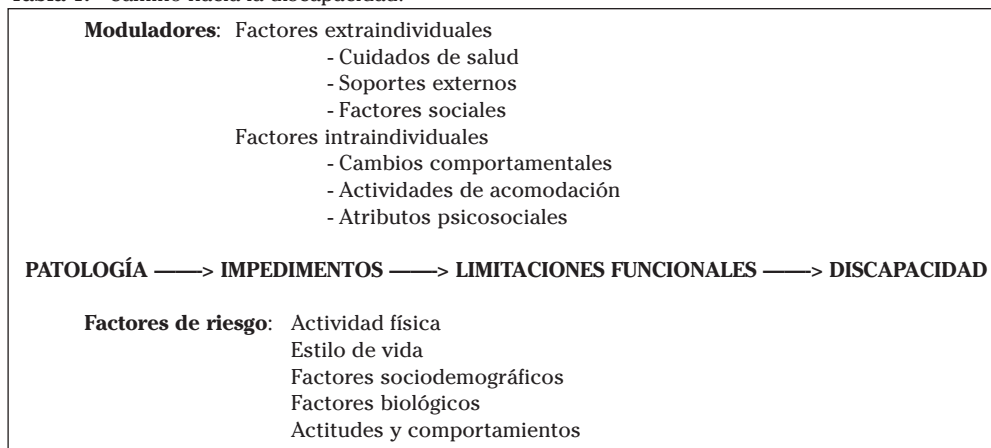 Tabla 1. Camino hacia la discapacidad.
Moduladores: Factores extraindividuales
- Cuidados de salud
- Soportes externos
- Factores sociales
Factores intraindividuales
- Cambios comportamentales
- Actividades de acomodación
- Atributos psicosociales
PATOLOGÍA ——–> IMPEDIMENTOS ——–> LIMITACIONES FUNCIONALES ——–> DISCAPACIDAD
Factores de riesgo: Actividad física
Estilo de vida
Factores sociodemográficos
Factores biológicos
Actitudes y comportamientos